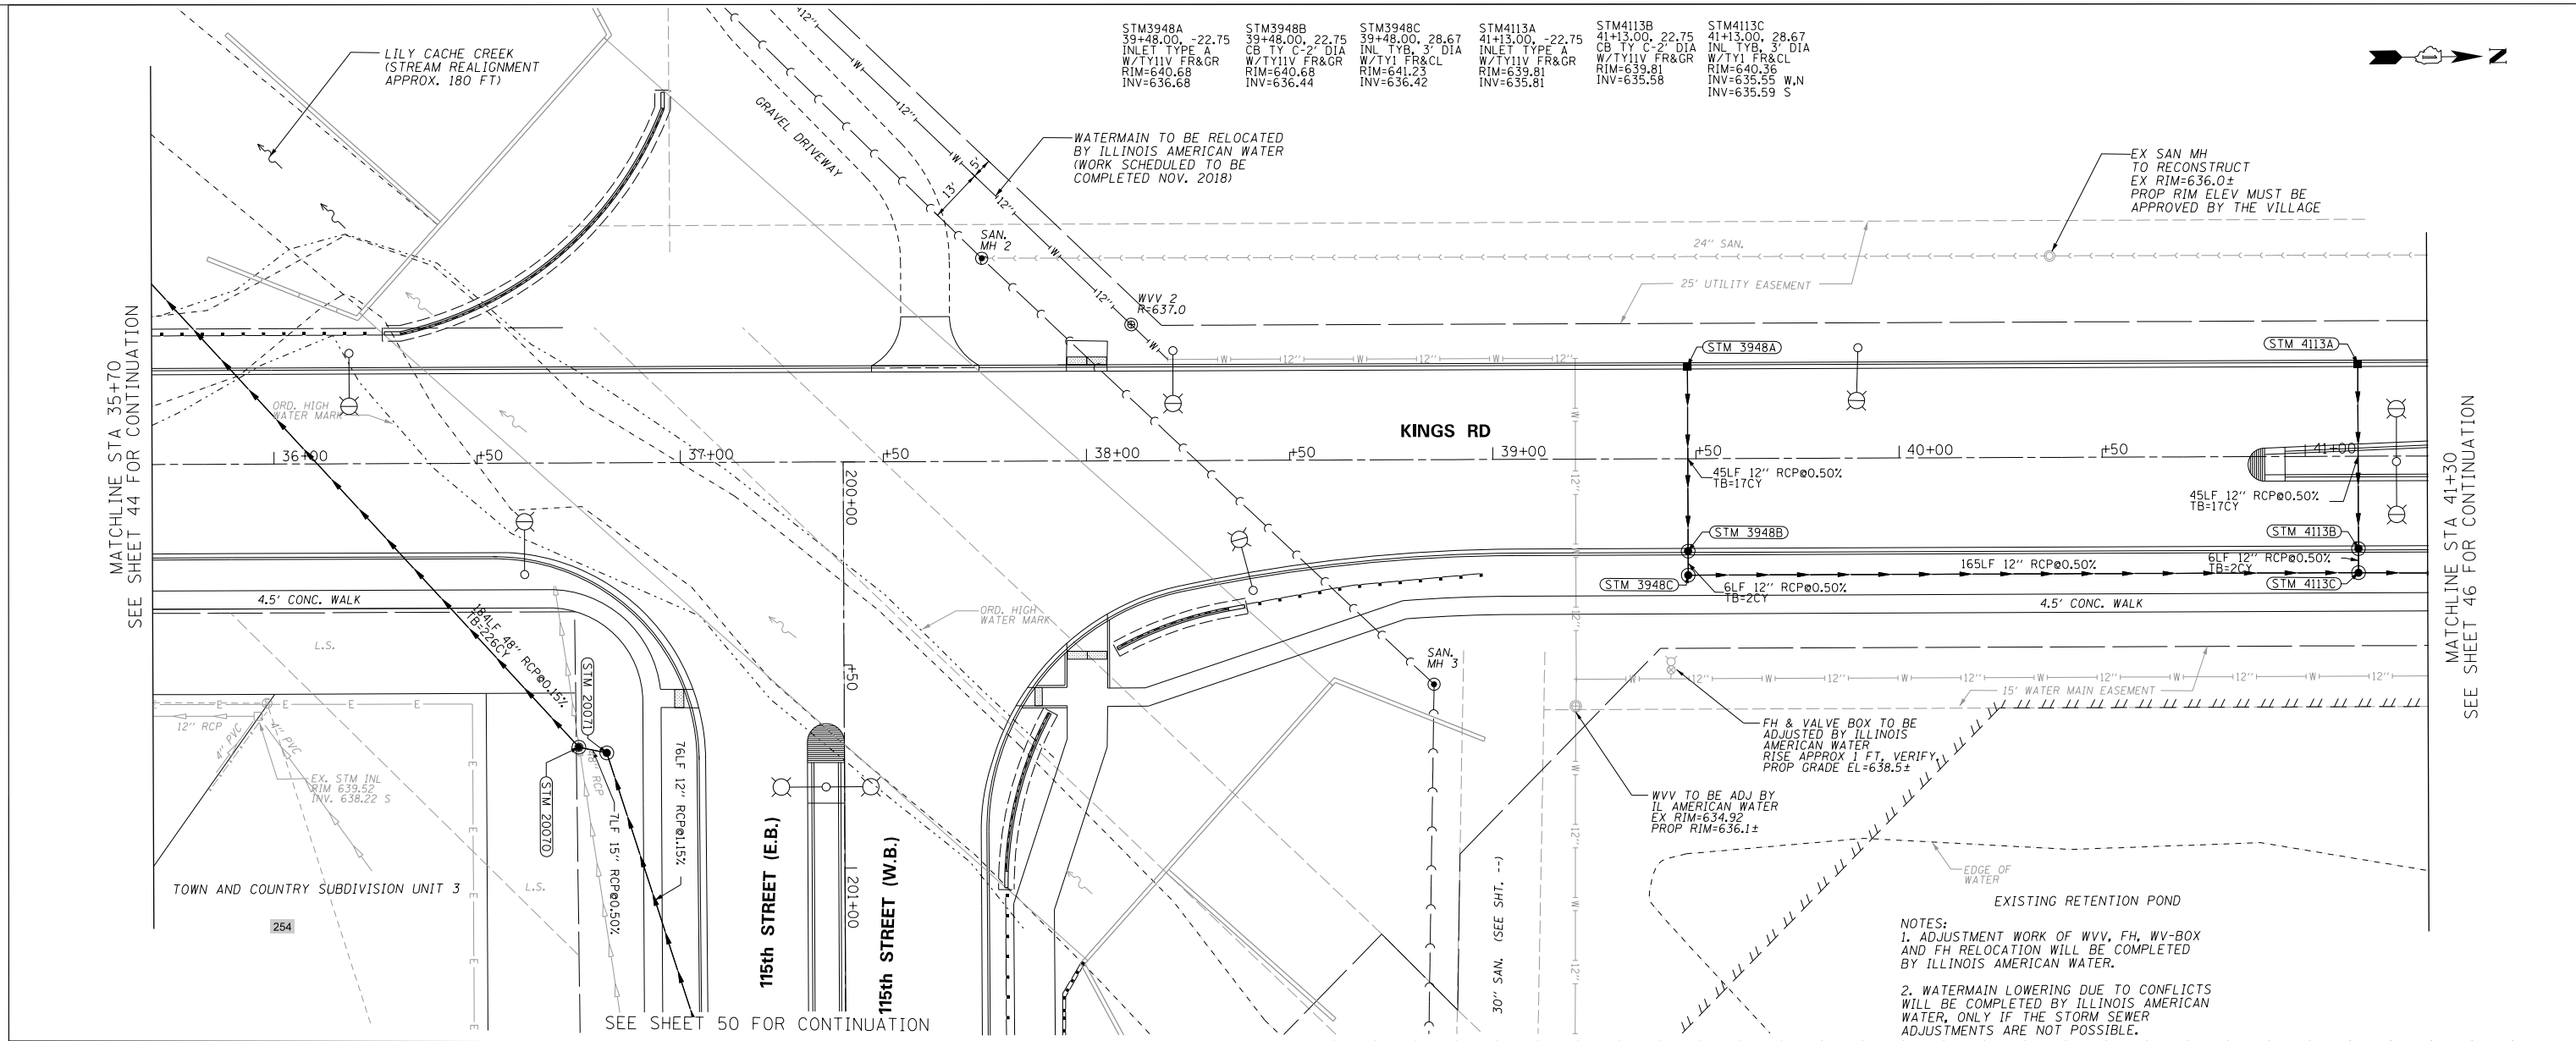 STM3948A
39+48.00, -22.75
INLET TYPE A
W/TY11V FR&GR
RIM=640.68
INV=636.68
STM3948B
39+48.00, 22.75
CB TY C-2' DIA
W/TY11V FR&GR
RIM=640.68
INV=636.44
STM3948C
39+48.00, 28.67
INL TYB, 3' DIA
W/TY1 FR&CL
RIM=641.23
INV=636.42
STM4113A
41+13.00, -22.75
INLET TYPE A
W/TY11V FR&GR
RIM=639.81
INV=635.81
STM4113B
41+13.00, 22.75
CB TY C-2' DIA
W/TY11V FR&GR
RIM=639.81
INV=635.58
STM4113C
41+13.00, 28.67
INL TYB, 3' DIA
W/TY1 FR&CL
RIM=640.36
INV=635.55 W,N
INV=635.59 S
N
LILY CACHE CREEK
(STREAM REALIGNMENT
APPROX. 180 FT)
GRAVEL DRIVEWAY
12"
W
12"
W
5'
13'
12"
W
12"
W
WATERMAIN TO BE RELOCATED
BY ILLINOIS AMERICAN WATER
(WORK SCHEDULED TO BE
COMPLETED NOV. 2018)
EX SAN MH
TO RECONSTRUCT
EX RIM=636.0±
PROP RIM ELEV MUST BE
APPROVED BY THE VILLAGE
SAN.
MH 2
24" SAN.
25' UTILITY EASEMENT
WVV 2
R=637.0
W
12"
W
12"
W
12"
STM 3948A
STM 4113A
MATCHLINE STA 35+70
SEE SHEET 44 FOR CONTINUATION
ORD. HIGH
WATER MARK
KINGS RD
36+00
+50
37+00
+50
38+00
+50
39+00
+50
40+00
+50
41+00
200+00
+50
201+00
45LF 12" RCP@0.50%
TB=17CY
45LF 12" RCP@0.50%
TB=17CY
STM 3948B
STM 4113B
STM 3948C
6LF 12" RCP@0.50%
TB=2CY
165LF 12" RCP@0.50%
6LF 12" RCP@0.50%
TB=2CY
STM 4113C
MATCHLINE STA 41+30
SEE SHEET 46 FOR CONTINUATION
4.5' CONC. WALK
4.5' CONC. WALK
184LF 48" RCP@0.15%
TB=226CY
ORD. HIGH
WATER MARK
L.S.
STM 20071
STM 20070
7LF 15" RCP@0.50%
76LF 12" RCP@1.15%
12" RCP
4" PVC
4" PVC
E
E
E
E
E
E
E
E
EX. STM INL
RIM 639.52
INV. 638.22 S
TOWN AND COUNTRY SUBDIVISION UNIT 3
254
L.S.
115th STREET (E.B.)
115th STREET (W.B.)
SEE SHEET 50 FOR CONTINUATION
SAN.
MH 3
30" SAN. (SEE SHT. --)
W
12"
W
12"
W
12"
W
12"
W
12"
W
12"
W
12"
W
12"
W
12"
15' WATER MAIN EASEMENT
FH & VALVE BOX TO BE
ADJUSTED BY ILLINOIS
AMERICAN WATER
RISE APPROX 1 FT, VERIFY,
PROP GRADE EL=638.5±
WVV TO BE ADJ BY
IL AMERICAN WATER
EX RIM=634.92
PROP RIM=636.1±
EDGE OF
WATER
EXISTING RETENTION POND
NOTES:
1. ADJUSTMENT WORK OF WVV, FH, WV-BOX
AND FH RELOCATION WILL BE COMPLETED
BY ILLINOIS AMERICAN WATER.
2. WATERMAIN LOWERING DUE TO CONFLICTS
WILL BE COMPLETED BY ILLINOIS AMERICAN
WATER, ONLY IF THE STORM SEWER
ADJUSTMENTS ARE NOT POSSIBLE.